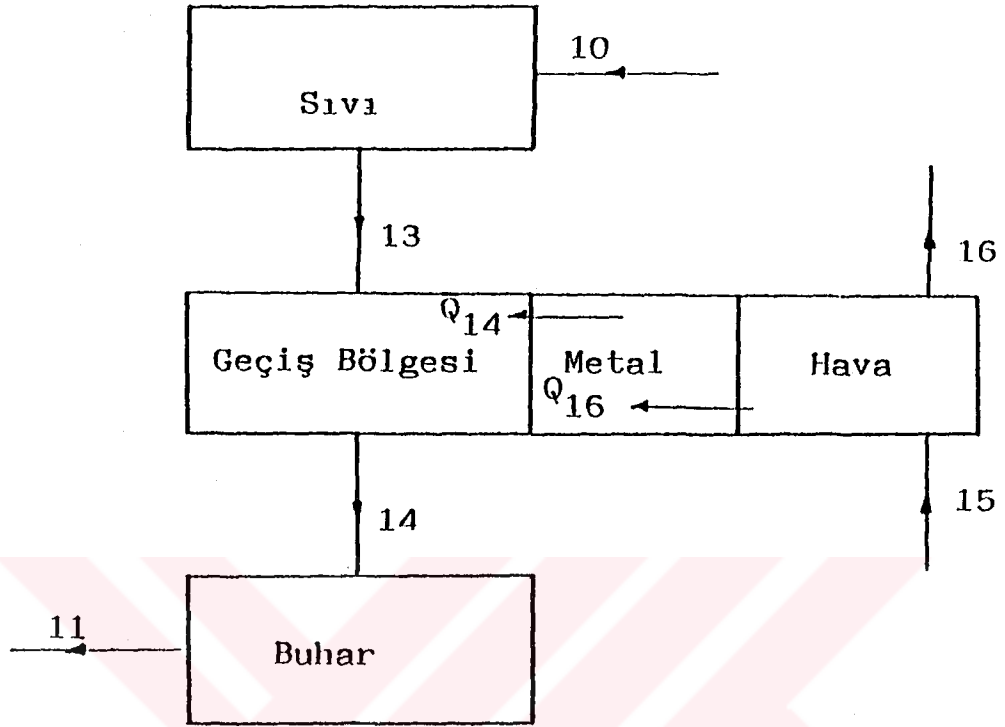 10
Sıvı
13
16
Q14
Geçiş Bölgesi
Metal
Hava
Q16
14
15
11
Buhar